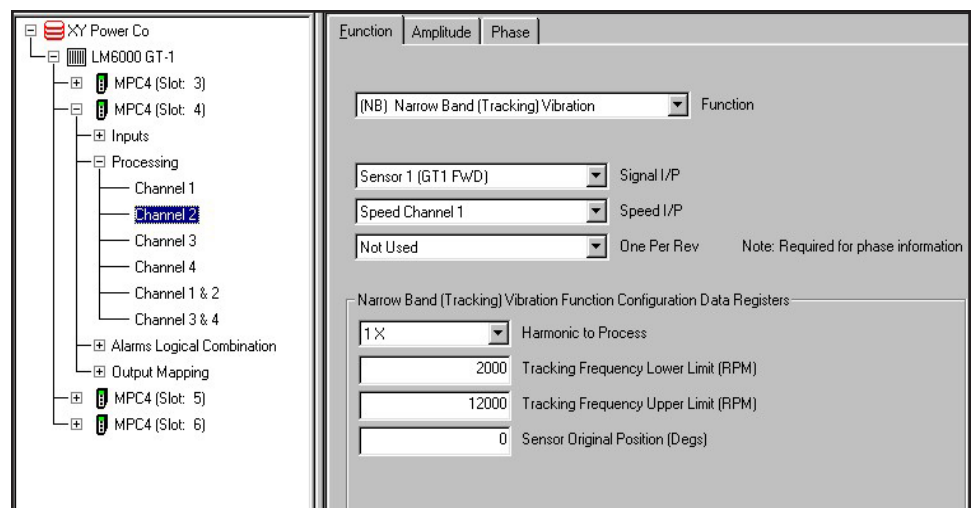 XY Power Co
LM6000 GT-1
MPC4 (Slot: 3)
MPC4 (Slot: 4)
Inputs
Processing
Channel 1
Channel 2
Channel 3
Channel 4
Channel 1 & 2
Channel 3 & 4
Alarms Logical Combination
Output Mapping
MPC4 (Slot: 5)
MPC4 (Slot: 6)
Function Amplitude Phase
(NB) Narrow Band (Tracking) Vibration Function
Sensor 1 (GT1 FWD) Signal I/P
Speed Channel 1 Speed I/P
Not Used One Per Rev Note: Required for phase information
Narrow Band (Tracking) Vibration Function Configuration Data Registers
1 X Harmonic to Process
2000 Tracking Frequency Lower Limit (RPM)
12000 Tracking Frequency Upper Limit (RPM)
0 Sensor Original Position (Degs)